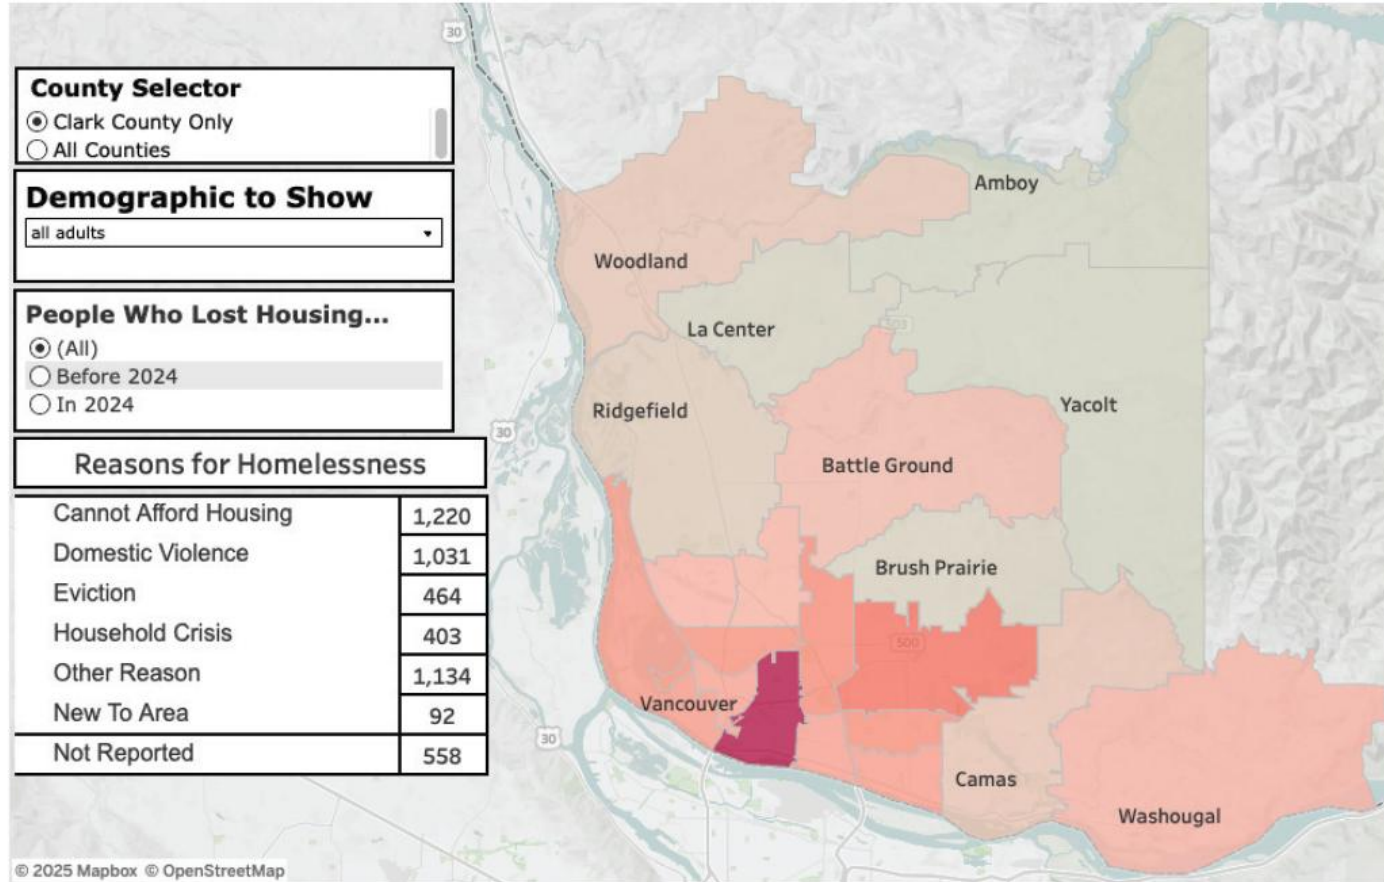 County Selector
Clark County Only
All Counties
Demographic to Show
all adults
People Who Lost Housing...
(All)
Before 2024
In 2024
Reasons for Homelessness
Cannot Afford Housing 1,220
Domestic Violence 1,031
Eviction 464
Household Crisis 403
Other Reason 1,134
New To Area 92
Not Reported 558
30
Amboy
Woodland
La Center
503
Ridgefield
Yacolt
30
Battle Ground
Brush Prairie
500
Vancouver
30
Camas
Washougal
© 2025 Mapbox © OpenStreetMap